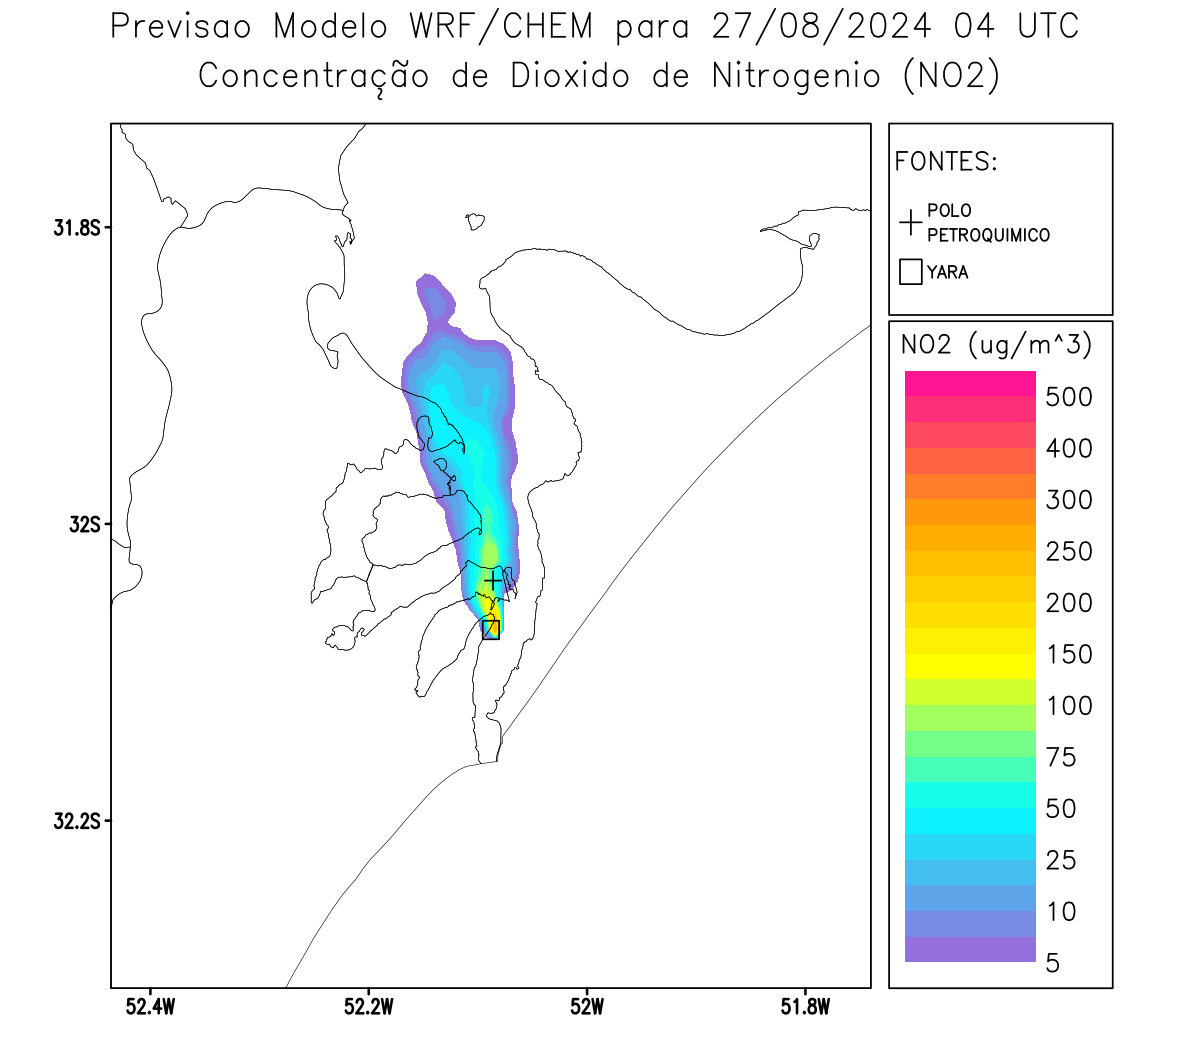 Previsao Modelo WRF/CHEM para 27/08/2024 04 UTC
Concentração de Dioxido de Nitrogenio (NO2)
FONTES:
POLO
PETROQUIMICO
YARA
NO2 (ug/m^3)
500
400
300
250
200
150
100
75
50
25
10
5
31.8S
32S
32.2S
52.4W
52.2W
52W
51.8W